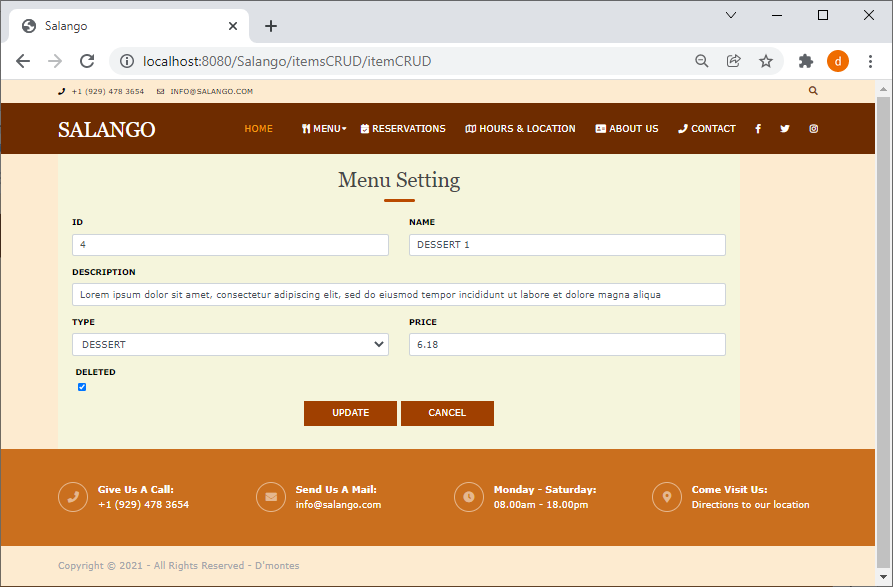 Salango
localhost:8080/Salango/itemsCRUD/itemCRUD
d
+1 (929) 478 3654 INFO@SALANGO.COM
SALANGO HOME MENU RESERVATIONS HOURS & LOCATION ABOUT US CONTACT
Menu Setting
ID NAME
4 DESSERT 1
DESCRIPTION
Lorem ipsum dolor sit amet, consectetur adipiscing elit, sed do eiusmod tempor incididunt ut labore et dolore magna aliqua
TYPE PRICE
DESSERT 6.18
DELETED
UPDATE CANCEL
Give Us A Call: Send Us A Mail: Monday - Saturday: Come Visit Us:
+1 (929) 478 3654 info@salango.com 08.00am - 18.00pm Directions to our location
Copyright © 2021 - All Rights Reserved - D'montes